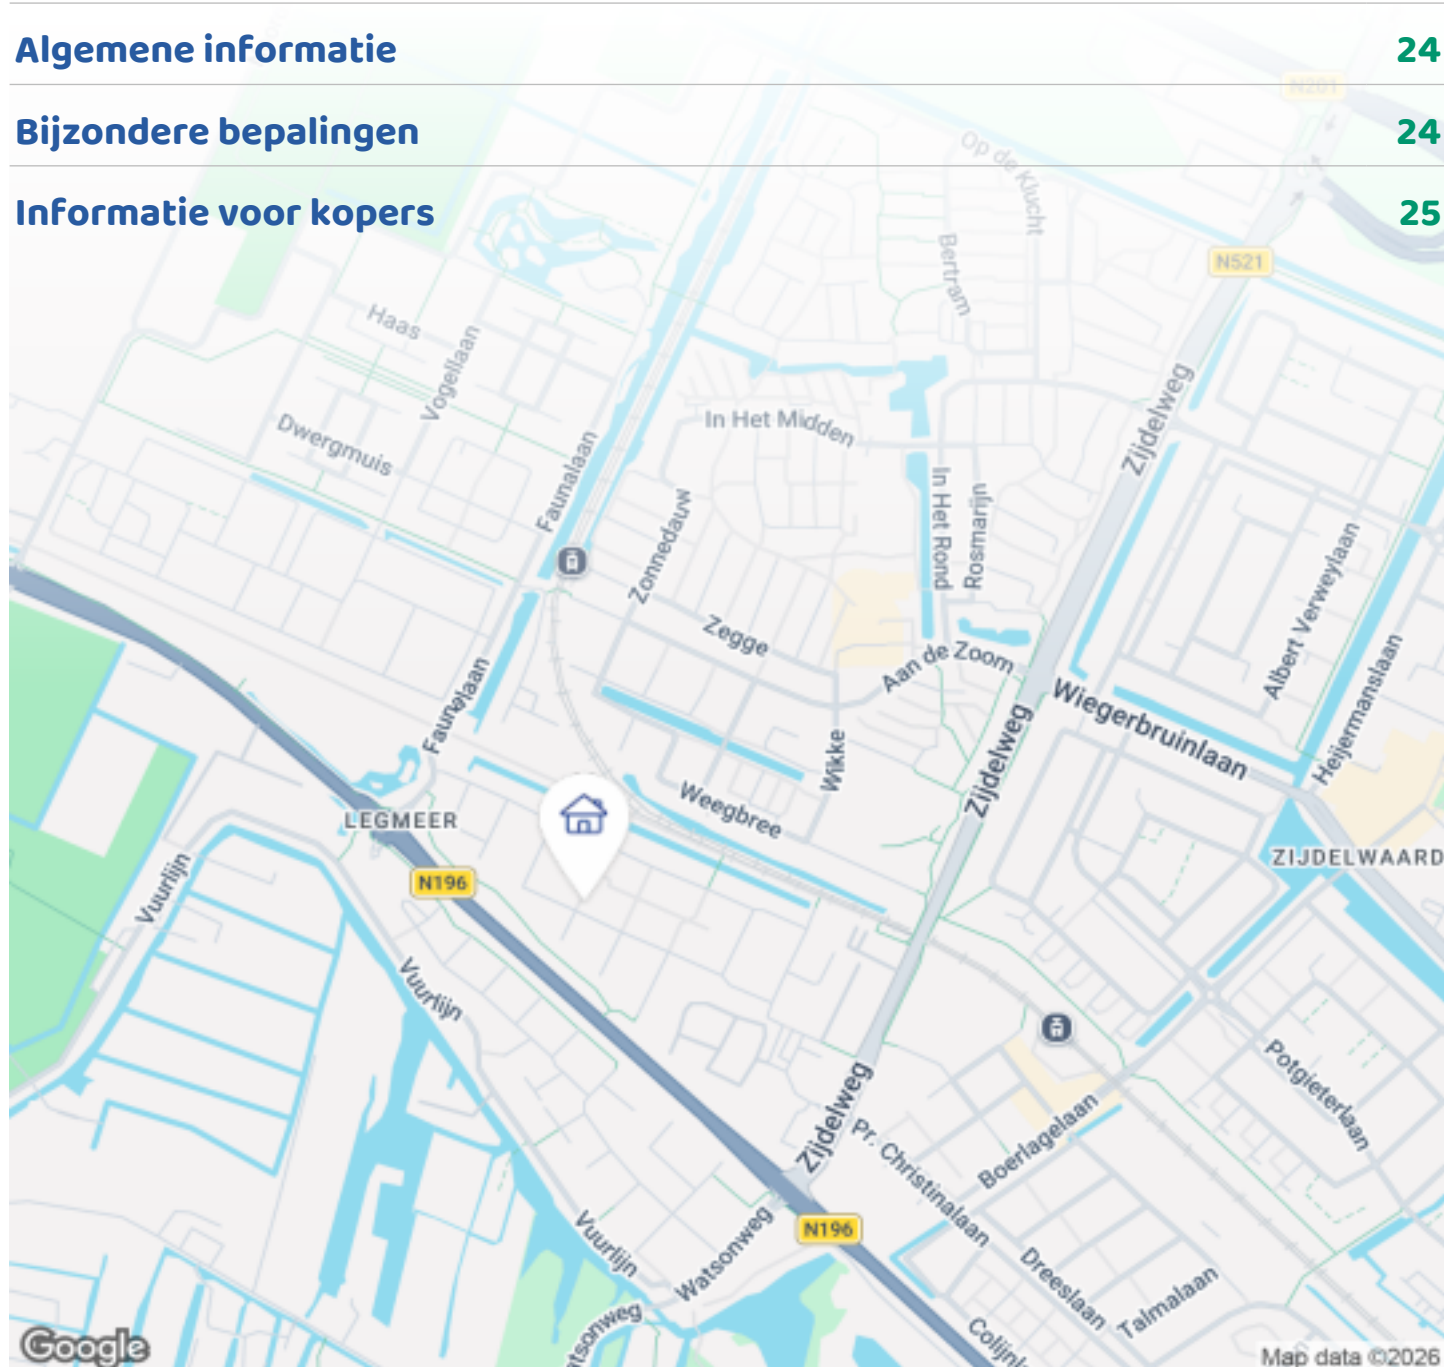 Algemene informatie 24
N201
Bijzondere bepalingen 24
Op de Klucht
Informatie voor kopers 25
Bertram
N521
Haas
Vogellaan
Zijdelweg
In Het Midden
Dwergmuis
Faunalaan
Zonnedauw
In Het Rond
Rosmarijn
Albert Verweylaan
Zegge
Aan de Zoom
Heijermanslaan
Faunalaan
Wiegerbruinlaan
Zijdelweg
Wikke
Weegbree
LEGMEER
ZIJDELWAARD
N196
Vuurlijn
Vuurlijn
Potgieterlaan
Zijdelweg
Boerlagelaan
Pr. Christinalaan
N196
Vuurlijn
Watsonweg
Dreeslaan
Talmalaan
Google
Map data ©2026